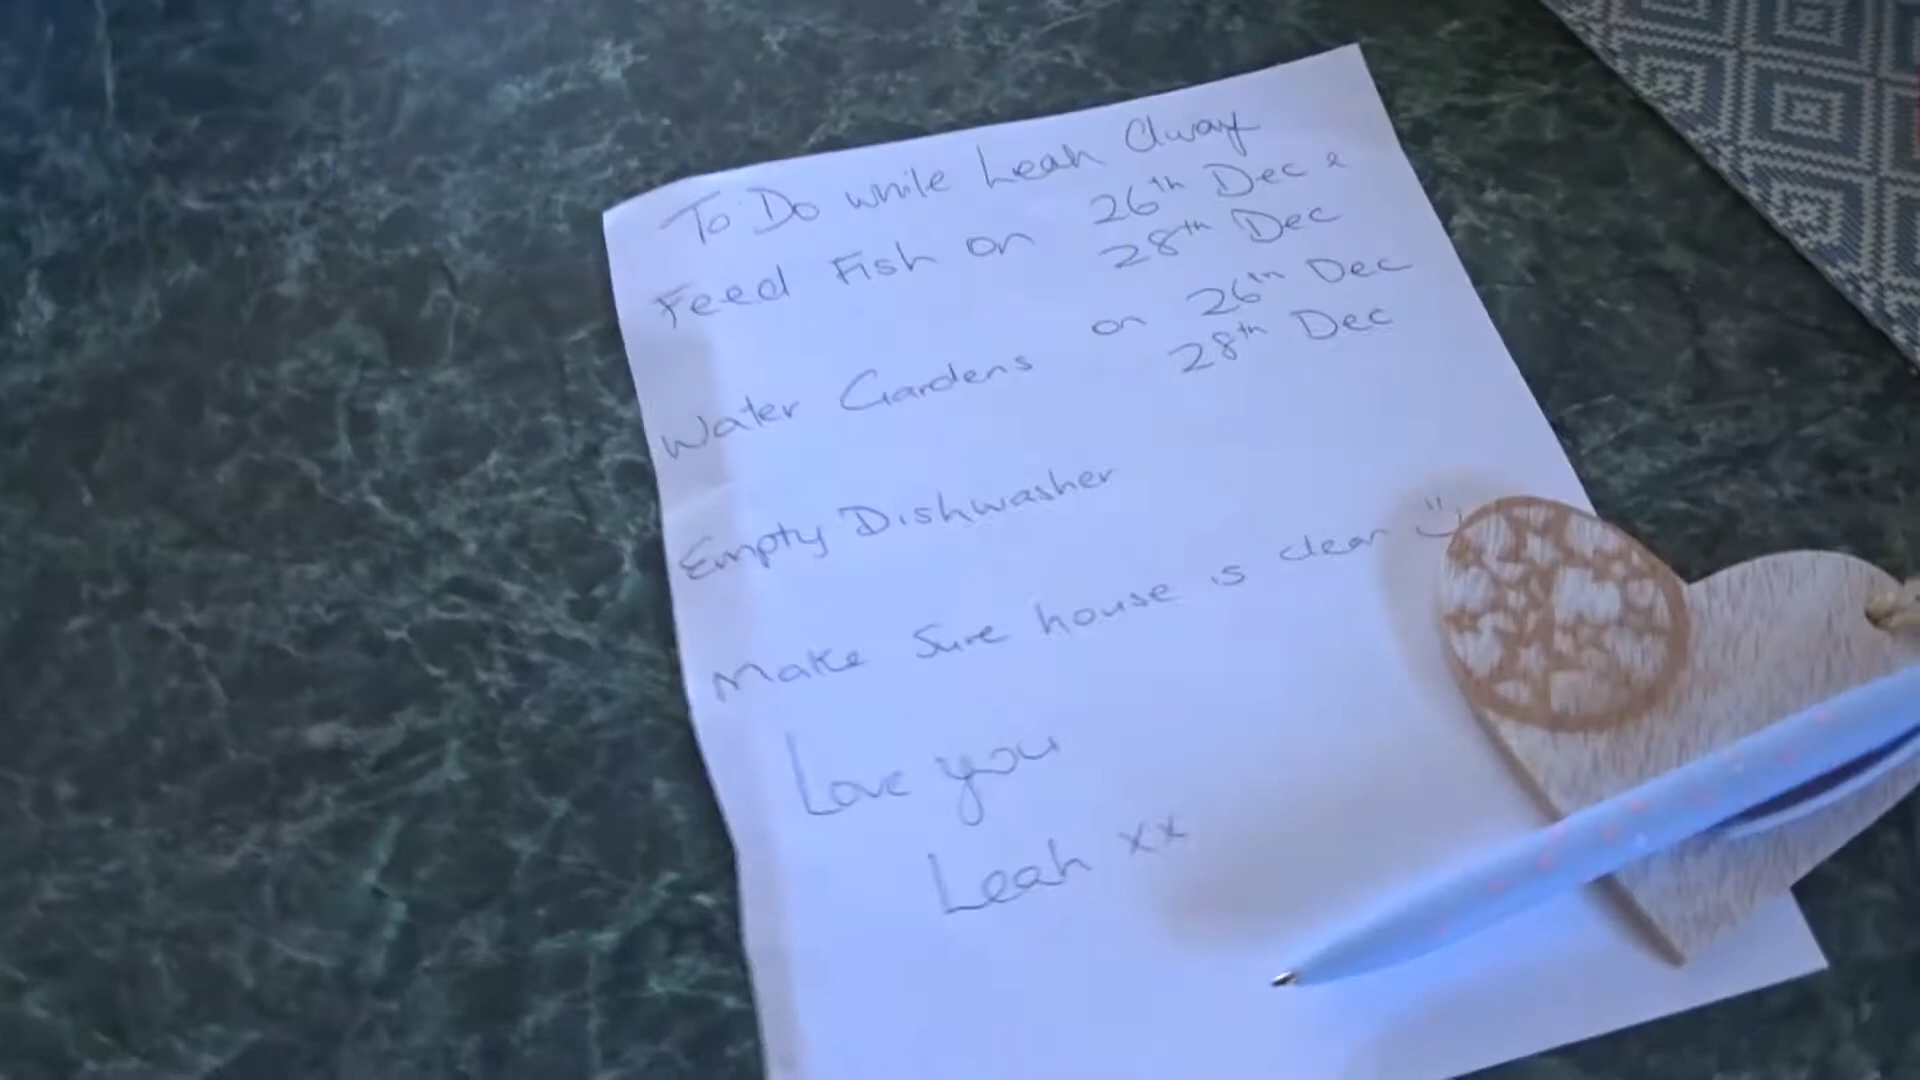 To Do while Leah away
Feed Fish on 26th Dec &
28th Dec
Water Gardens on 26th Dec
28th Dec
Empty Dishwasher
Make Sure house is clean :)
Love you
Leah xx